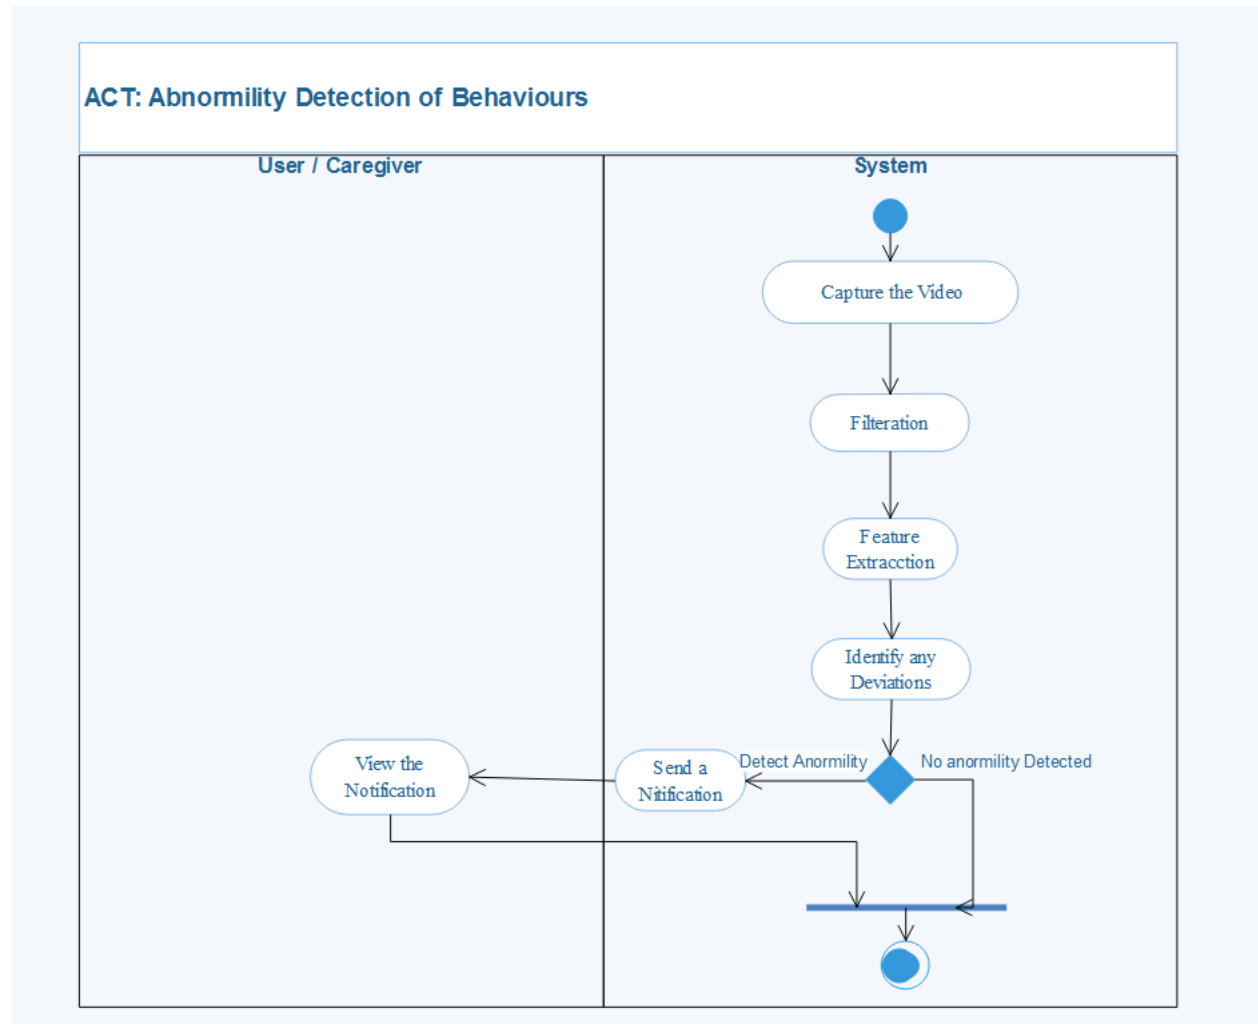 ACT: Abnormility Detection of Behaviours
User / Caregiver
System
Capture the Video
Filteration
Feature
Extracction
Identify any
Deviations
View the
Notification
Send a
Nitification
Detect Anormility
No anormility Detected